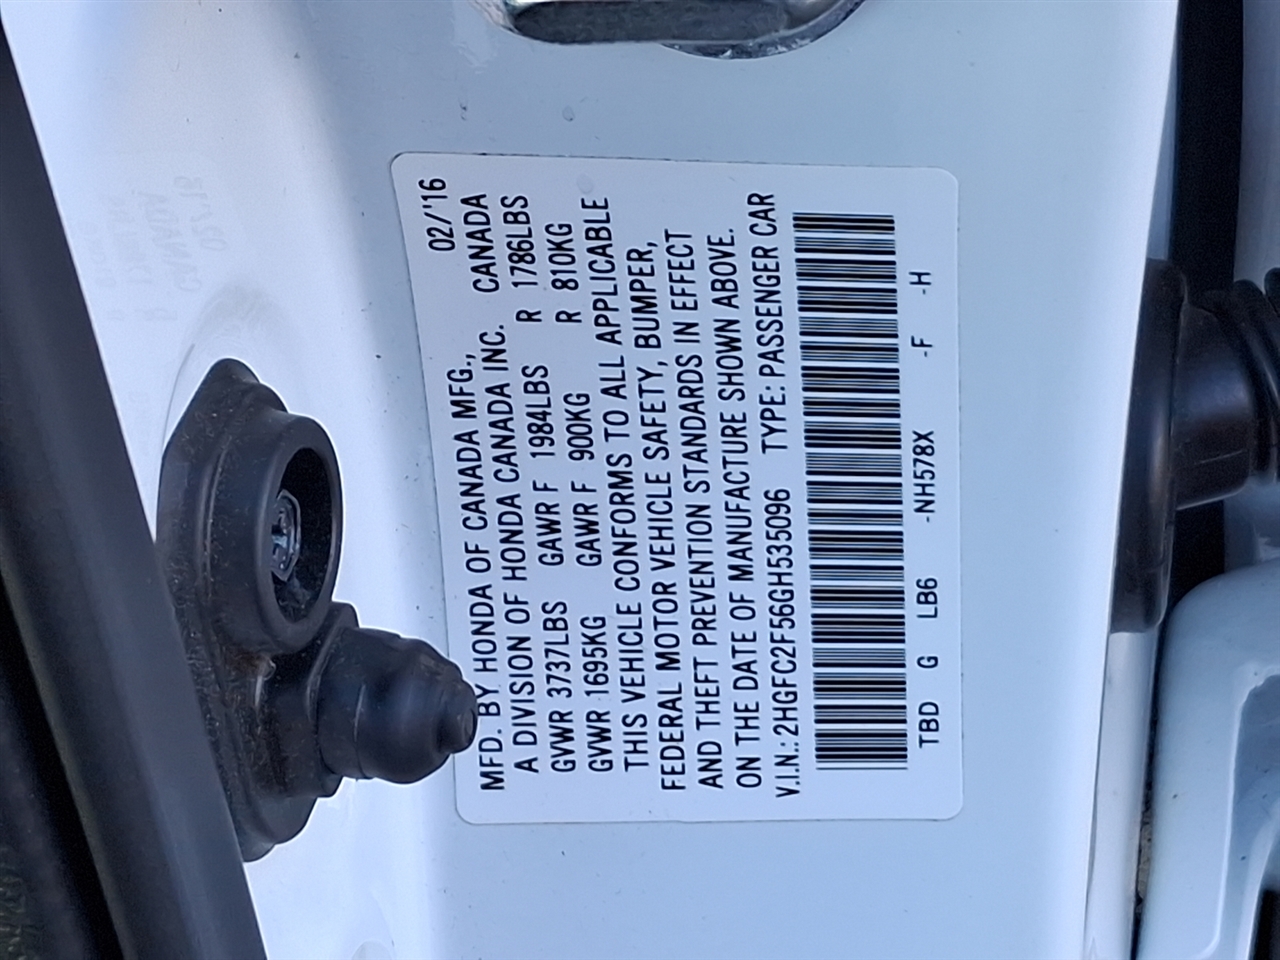 02/'16
MFD. BY HONDA OF CANADA MFG., CANADA
A DIVISION OF HONDA CANADA INC.
GVWR 3737LBS GAWR F 1984LBS R 1786LBS
GVWR 1695KG GAWR F 900KG R 810KG
THIS VEHICLE CONFORMS TO ALL APPLICABLE
FEDERAL MOTOR VEHICLE SAFETY, BUMPER,
AND THEFT PREVENTION STANDARDS IN EFFECT
ON THE DATE OF MANUFACTURE SHOWN ABOVE.
V.I.N.: 2HGFC2F56GH535096 TYPE: PASSENGER CAR
TBD G LB6 -NH578X -F -H